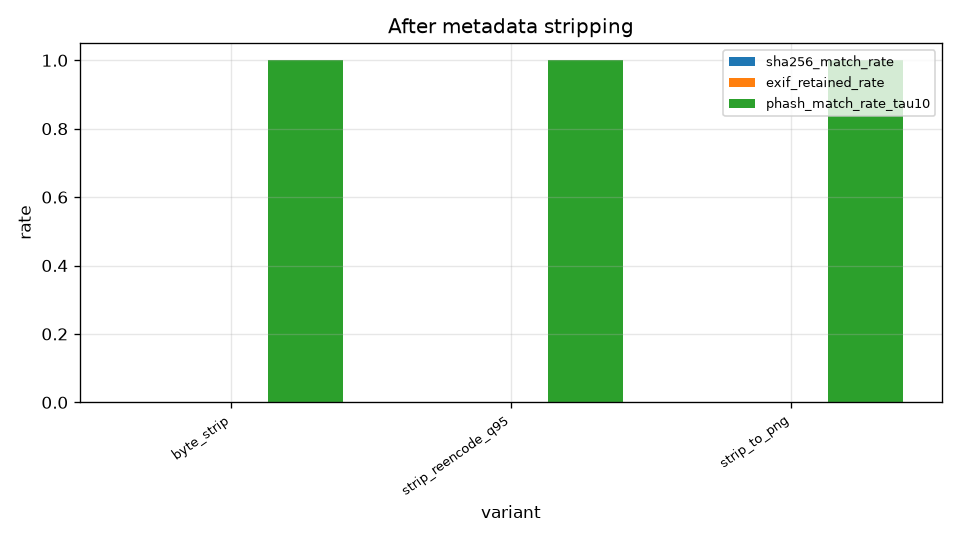 After metadata stripping
sha256_match_rate
exif_retained_rate
phash_match_rate_tau10
rate
1.0
0.8
0.6
0.4
0.2
0.0
byte_strip
strip_reencode_q95
strip_to_png
variant